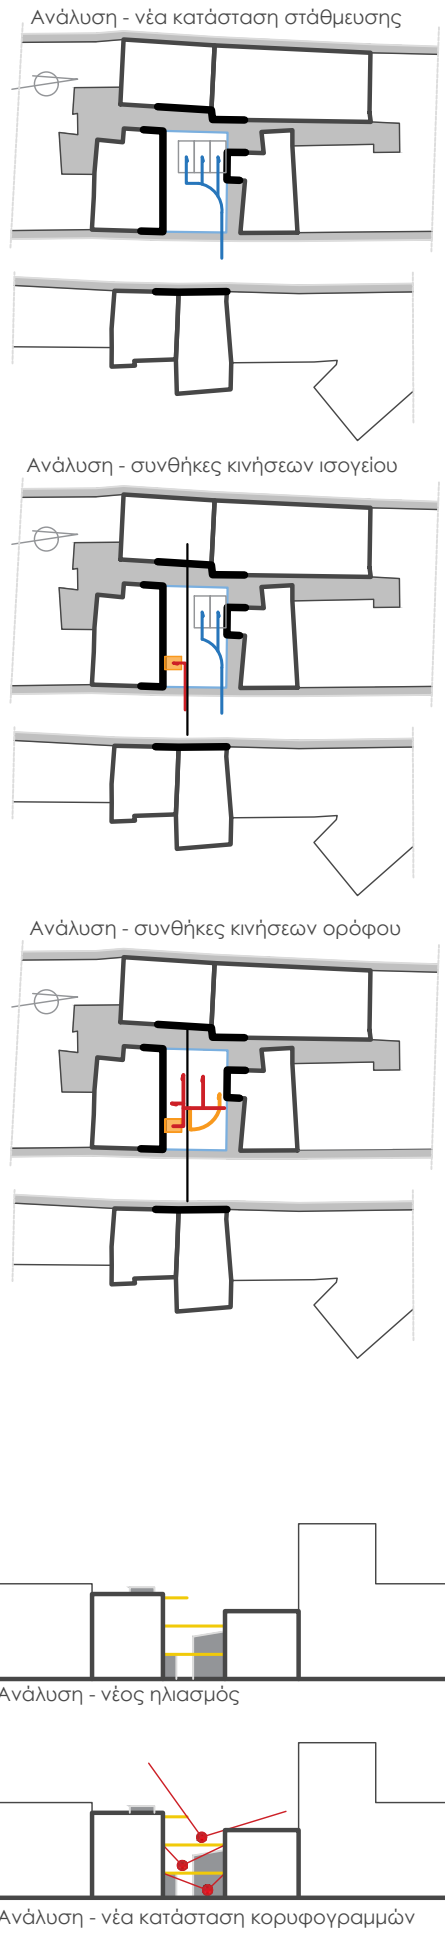 Ανάλυση - νέα κατάσταση στάθμευσης
Ανάλυση - συνθήκες κινήσεων ισογείου
Ανάλυση - συνθήκες κινήσεων ορόφου
Ανάλυση - νέος ηλιασμός
Ανάλυση - νέα κατάσταση κορυφογραμμών